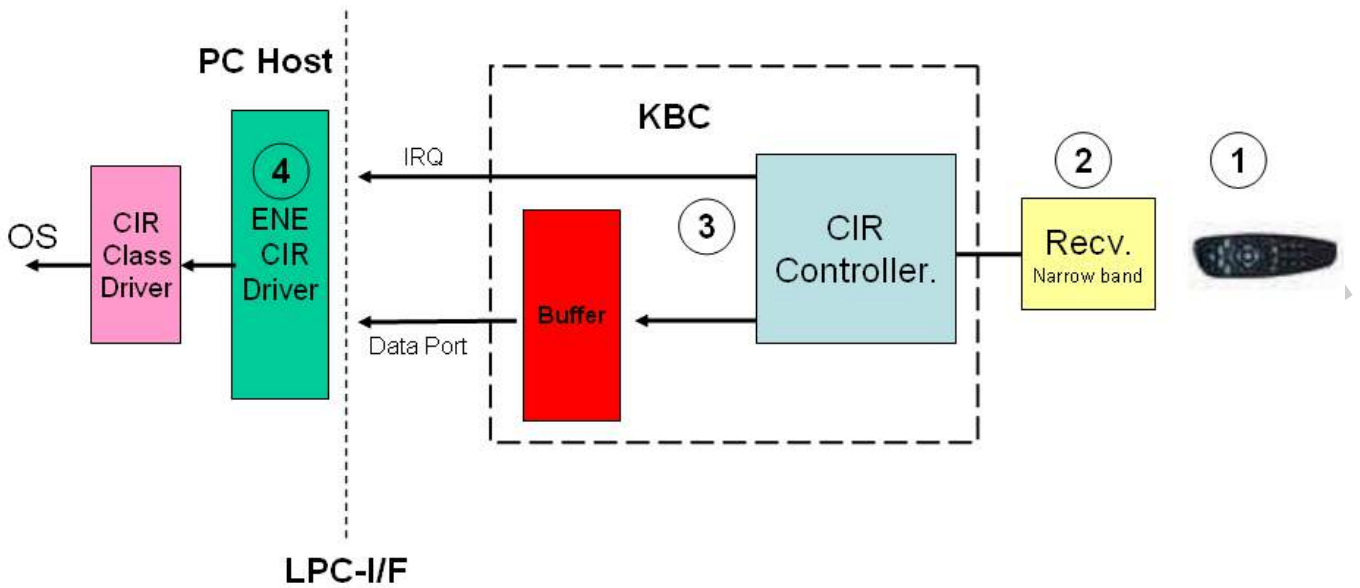 PC Host
KBC
IRQ
1
2
3
4
ENE
CIR
Driver
CIR
Class
Driver
OS
Buffer
CIR
Controller.
Recv.
Narrow band
Data Port
LPC-I/F